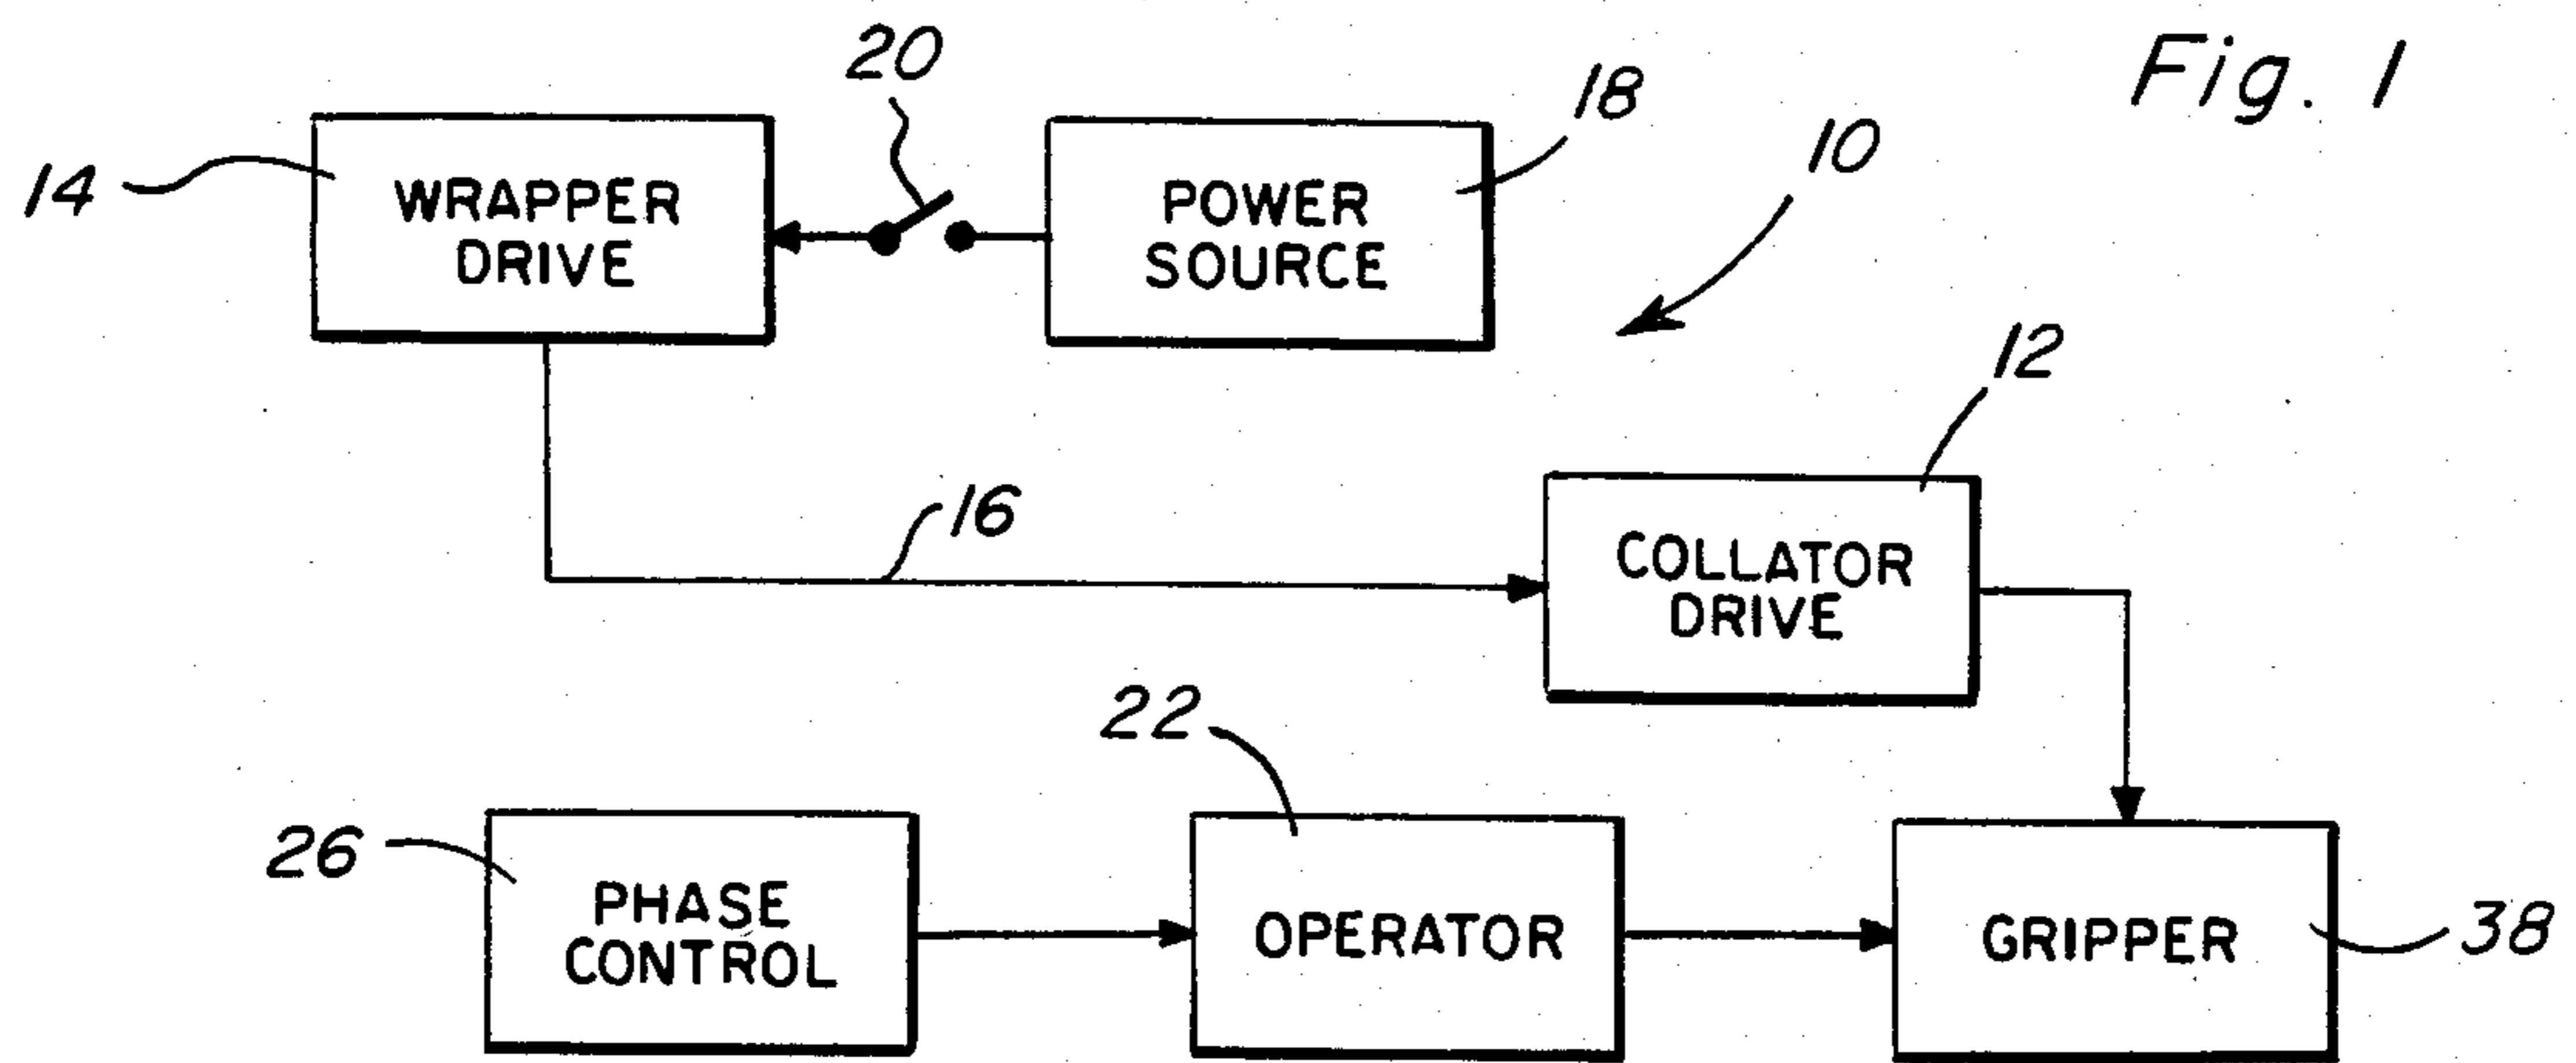 Fig. 1
20
18
10
14
WRAPPER
DRIVE
POWER
SOURCE
12
16
COLLATOR
DRIVE
22
26
PHASE
CONTROL
OPERATOR
GRIPPER
38